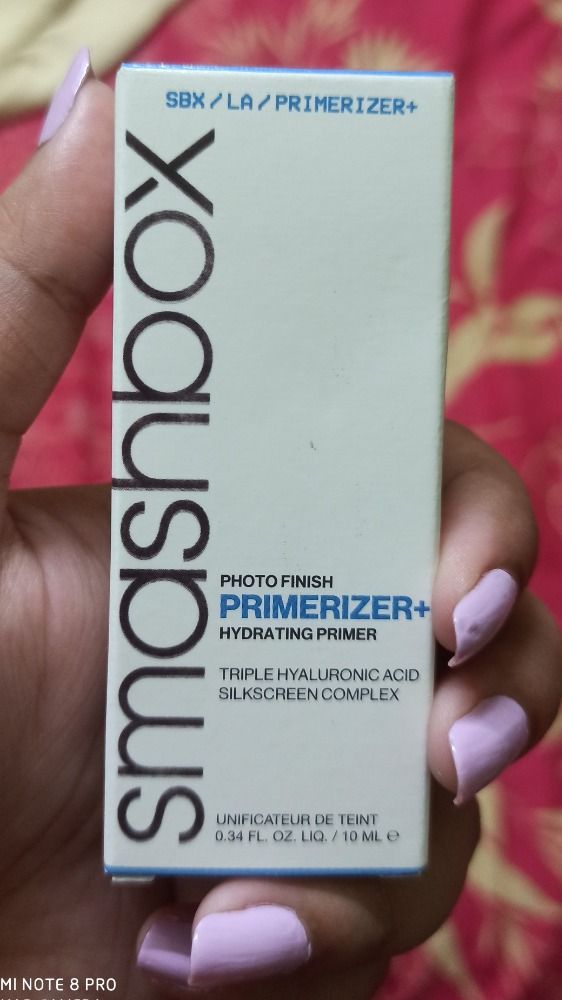 SBX/LA/PRIMERIZER+
smashbox
PHOTO FINISH
PRIMERIZER+
HYDRATING PRIMER
TRIPLE HYALURONIC ACID
SILKSCREEN COMPLEX
UNIFICATEUR DE TEINT
0.34 FL. OZ. LIQ. / 10 ML ℮
MI NOTE 8 PRO